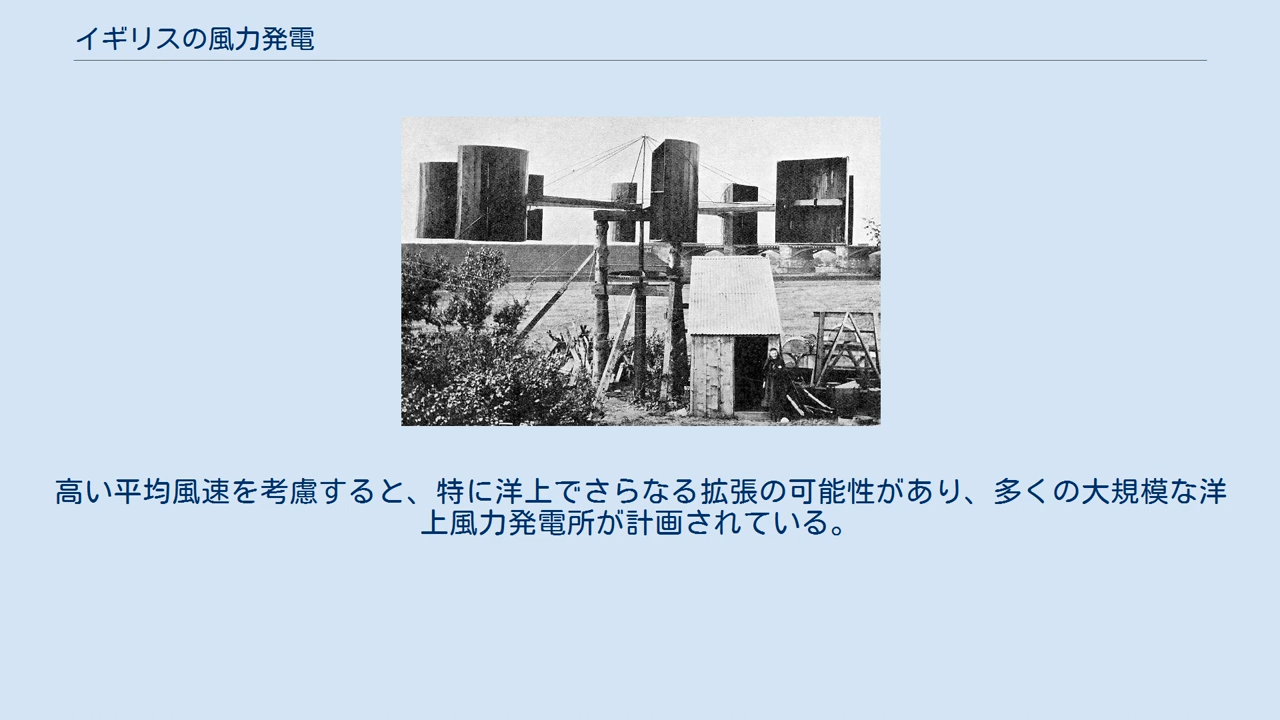 イギリスの風力発電
高い平均風速を考慮すると、特に洋上でさらなる拡張の可能性があり、多くの大規模な洋
上風力発電所が計画されている。